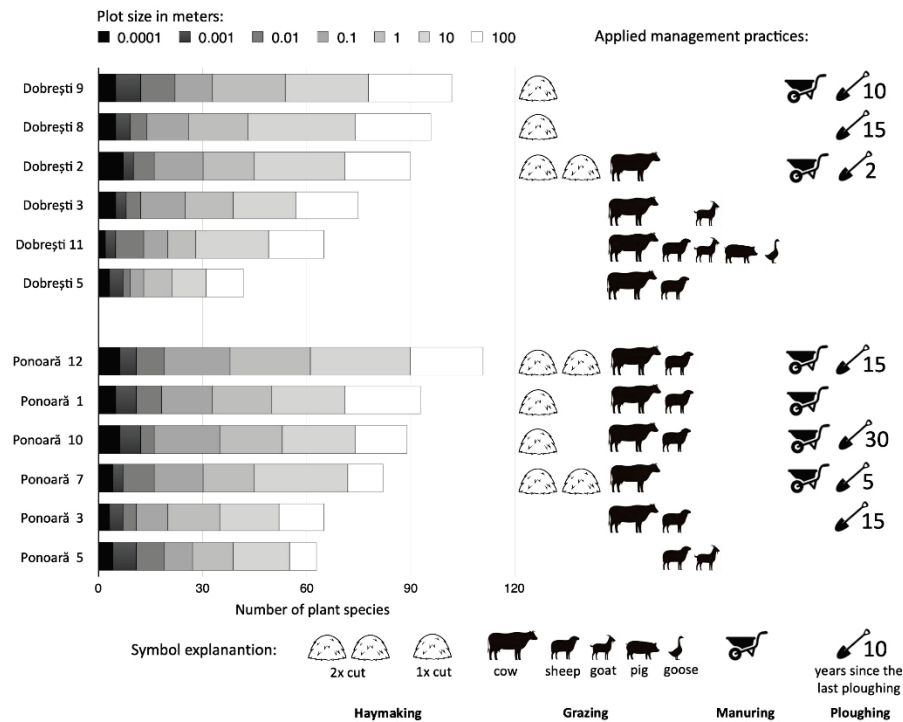 Plot size in meters:
0.0001 0.001 0.01 0.1 1 10 100
Applied management practices:
Dobrești 9
10
Dobrești 8
15
Dobrești 2
2
Dobrești 3
Dobrești 11
Dobrești 5
Ponoară 12
15
Ponoară 1
Ponoară 10
30
Ponoară 7
5
Ponoară 3
15
Ponoară 5
0 30 60 90 120
Number of plant species
Symbol explanantion:
10
2x cut 1x cut cow sheep goat pig goose
years since the
last ploughing
Haymaking Grazing Manuring Ploughing